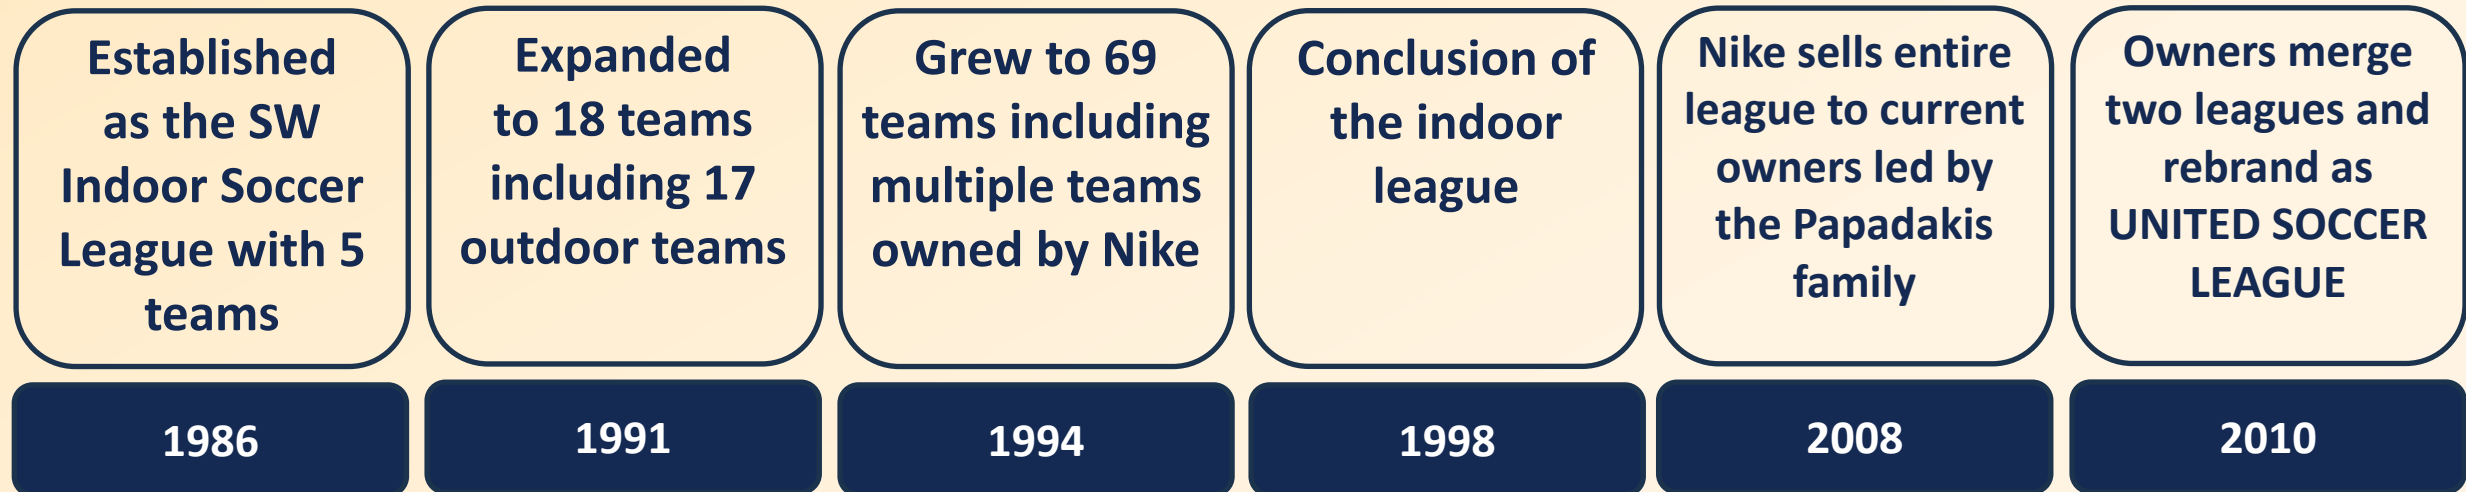 Established
as the SW
Indoor Soccer
League with 5
teams
1986
Expanded
to 18 teams
including 17
outdoor teams
1991
Grew to 69
teams including
multiple teams
owned by Nike
1994
Conclusion of
the indoor
league
1998
Nike sells entire
league to current
owners led by
the Papadakis
family
2008
Owners merge
two leagues and
rebrand as
UNITED SOCCER
LEAGUE
2010